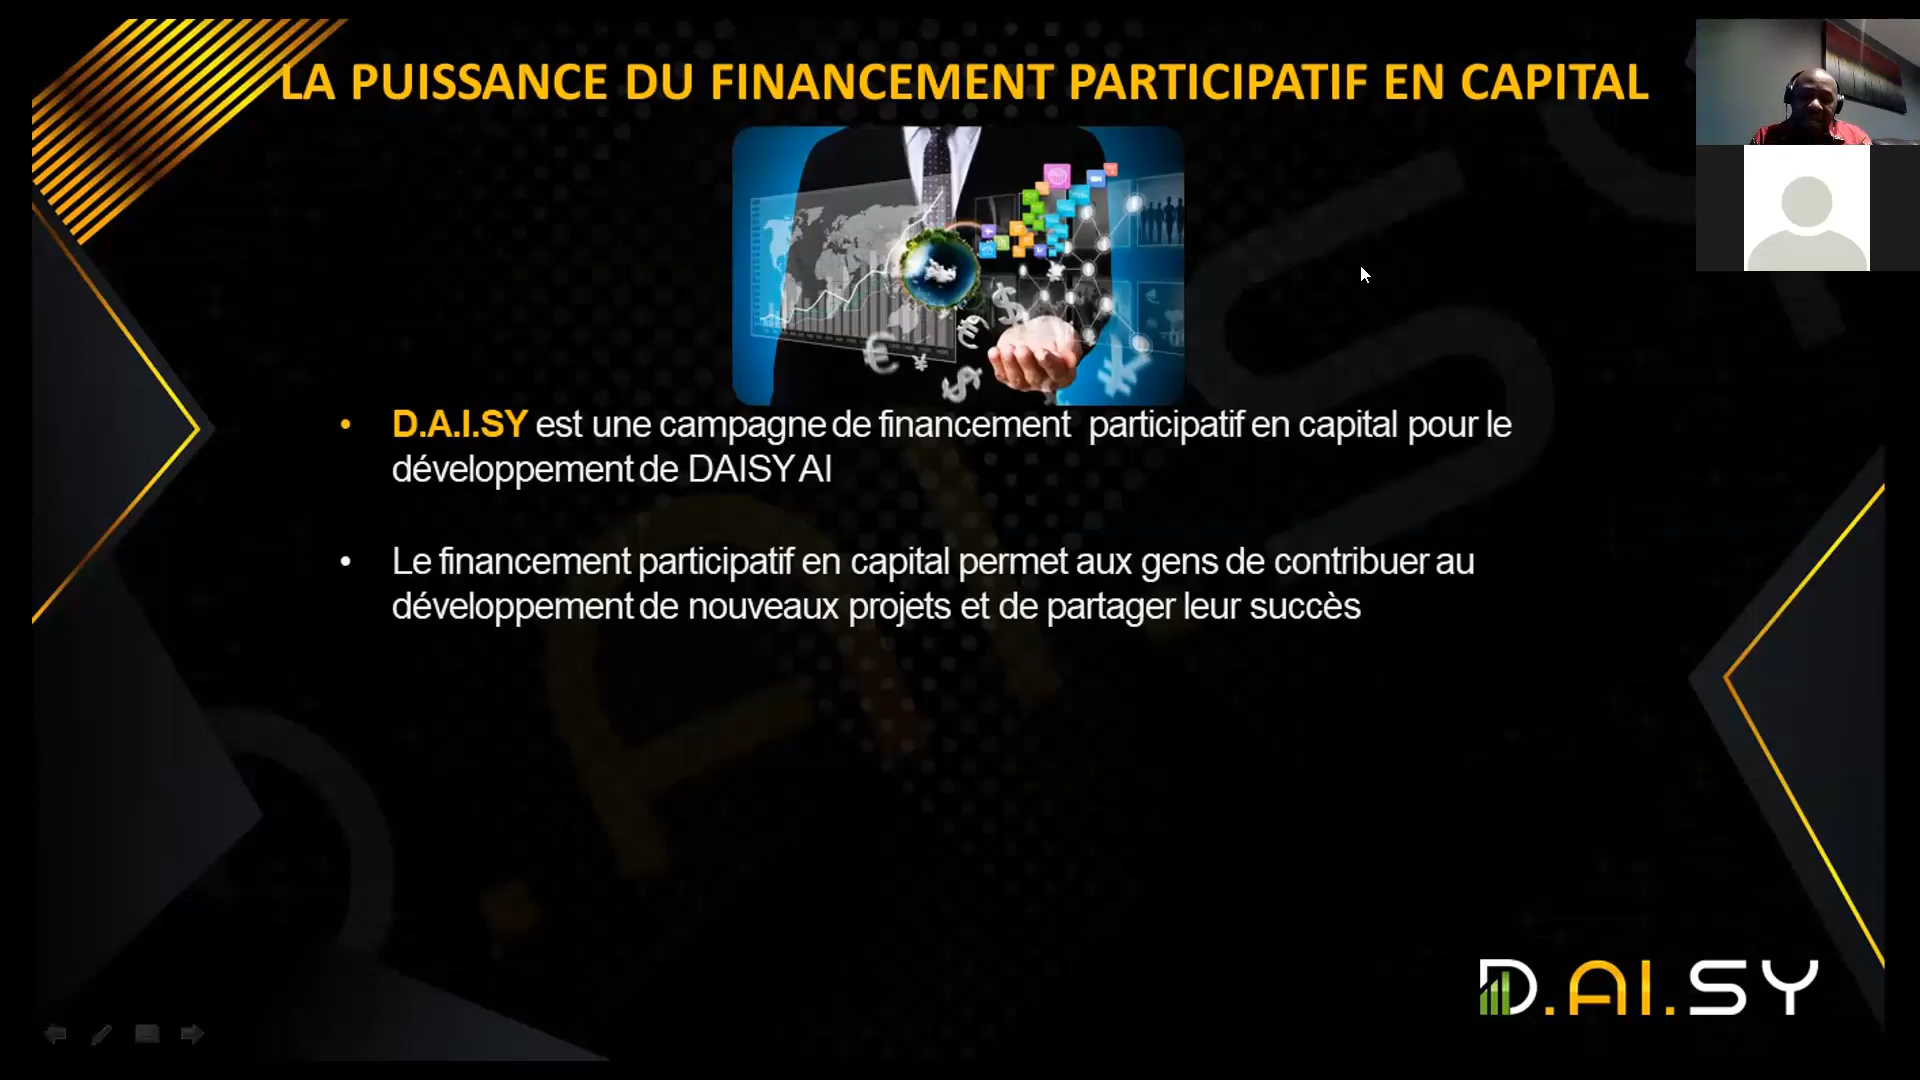 LA PUISSANCE DU FINANCEMENT PARTICIPATIF EN CAPITAL
• D.A.I.SY est une campagne de financement participatif en capital pour le
développement de DAISY AI
• Le financement participatif en capital permet aux gens de contribuer au
développement de nouveaux projets et de partager leur succès
D.AI.SY